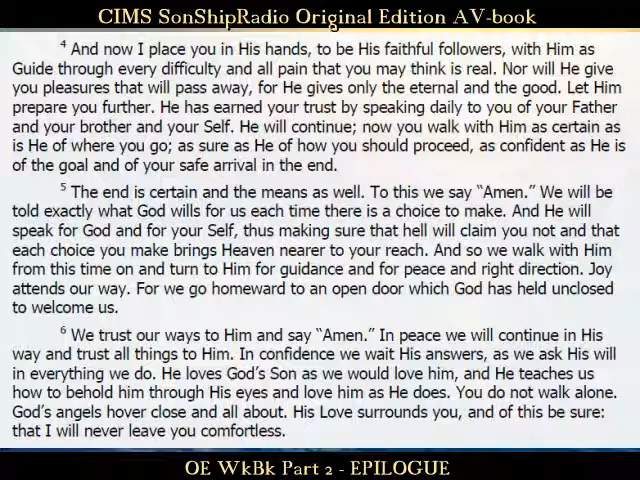 CIMS SonShipRadio Original Edition AV-book
4 And now I place you in His hands, to be His faithful followers, with Him as
Guide through every difficulty and all pain that you may think is real. Nor will He give
you pleasures that will pass away, for He gives only the eternal and the good. Let Him
prepare you further. He has earned your trust by speaking daily to you of your Father
and your brother and your Self. He will continue; now you walk with Him as certain as
is He of where you go; as sure as He of how you should proceed, as confident as He is
of the goal and of your safe arrival in the end.
5 The end is certain and the means as well. To this we say “Amen.” We will be
told exactly what God wills for us each time there is a choice to make. And He will
speak for God and for your Self, thus making sure that hell will claim you not and that
each choice you make brings Heaven nearer to your reach. And so we walk with Him
from this time on and turn to Him for guidance and for peace and right direction. Joy
attends our way. For we go homeward to an open door which God has held unclosed
to welcome us.
6 We trust our ways to Him and say “Amen.” In peace we will continue in His
way and trust all things to Him. In confidence we wait His answers, as we ask His will
in everything we do. He loves God’s Son as we would love him, and He teaches us
how to behold him through His eyes and love him as He does. You do not walk alone.
God’s angels hover close and all about. His Love surrounds you, and of this be sure:
that I will never leave you comfortless.
OE WkBk Part 2 - EPILOGUE